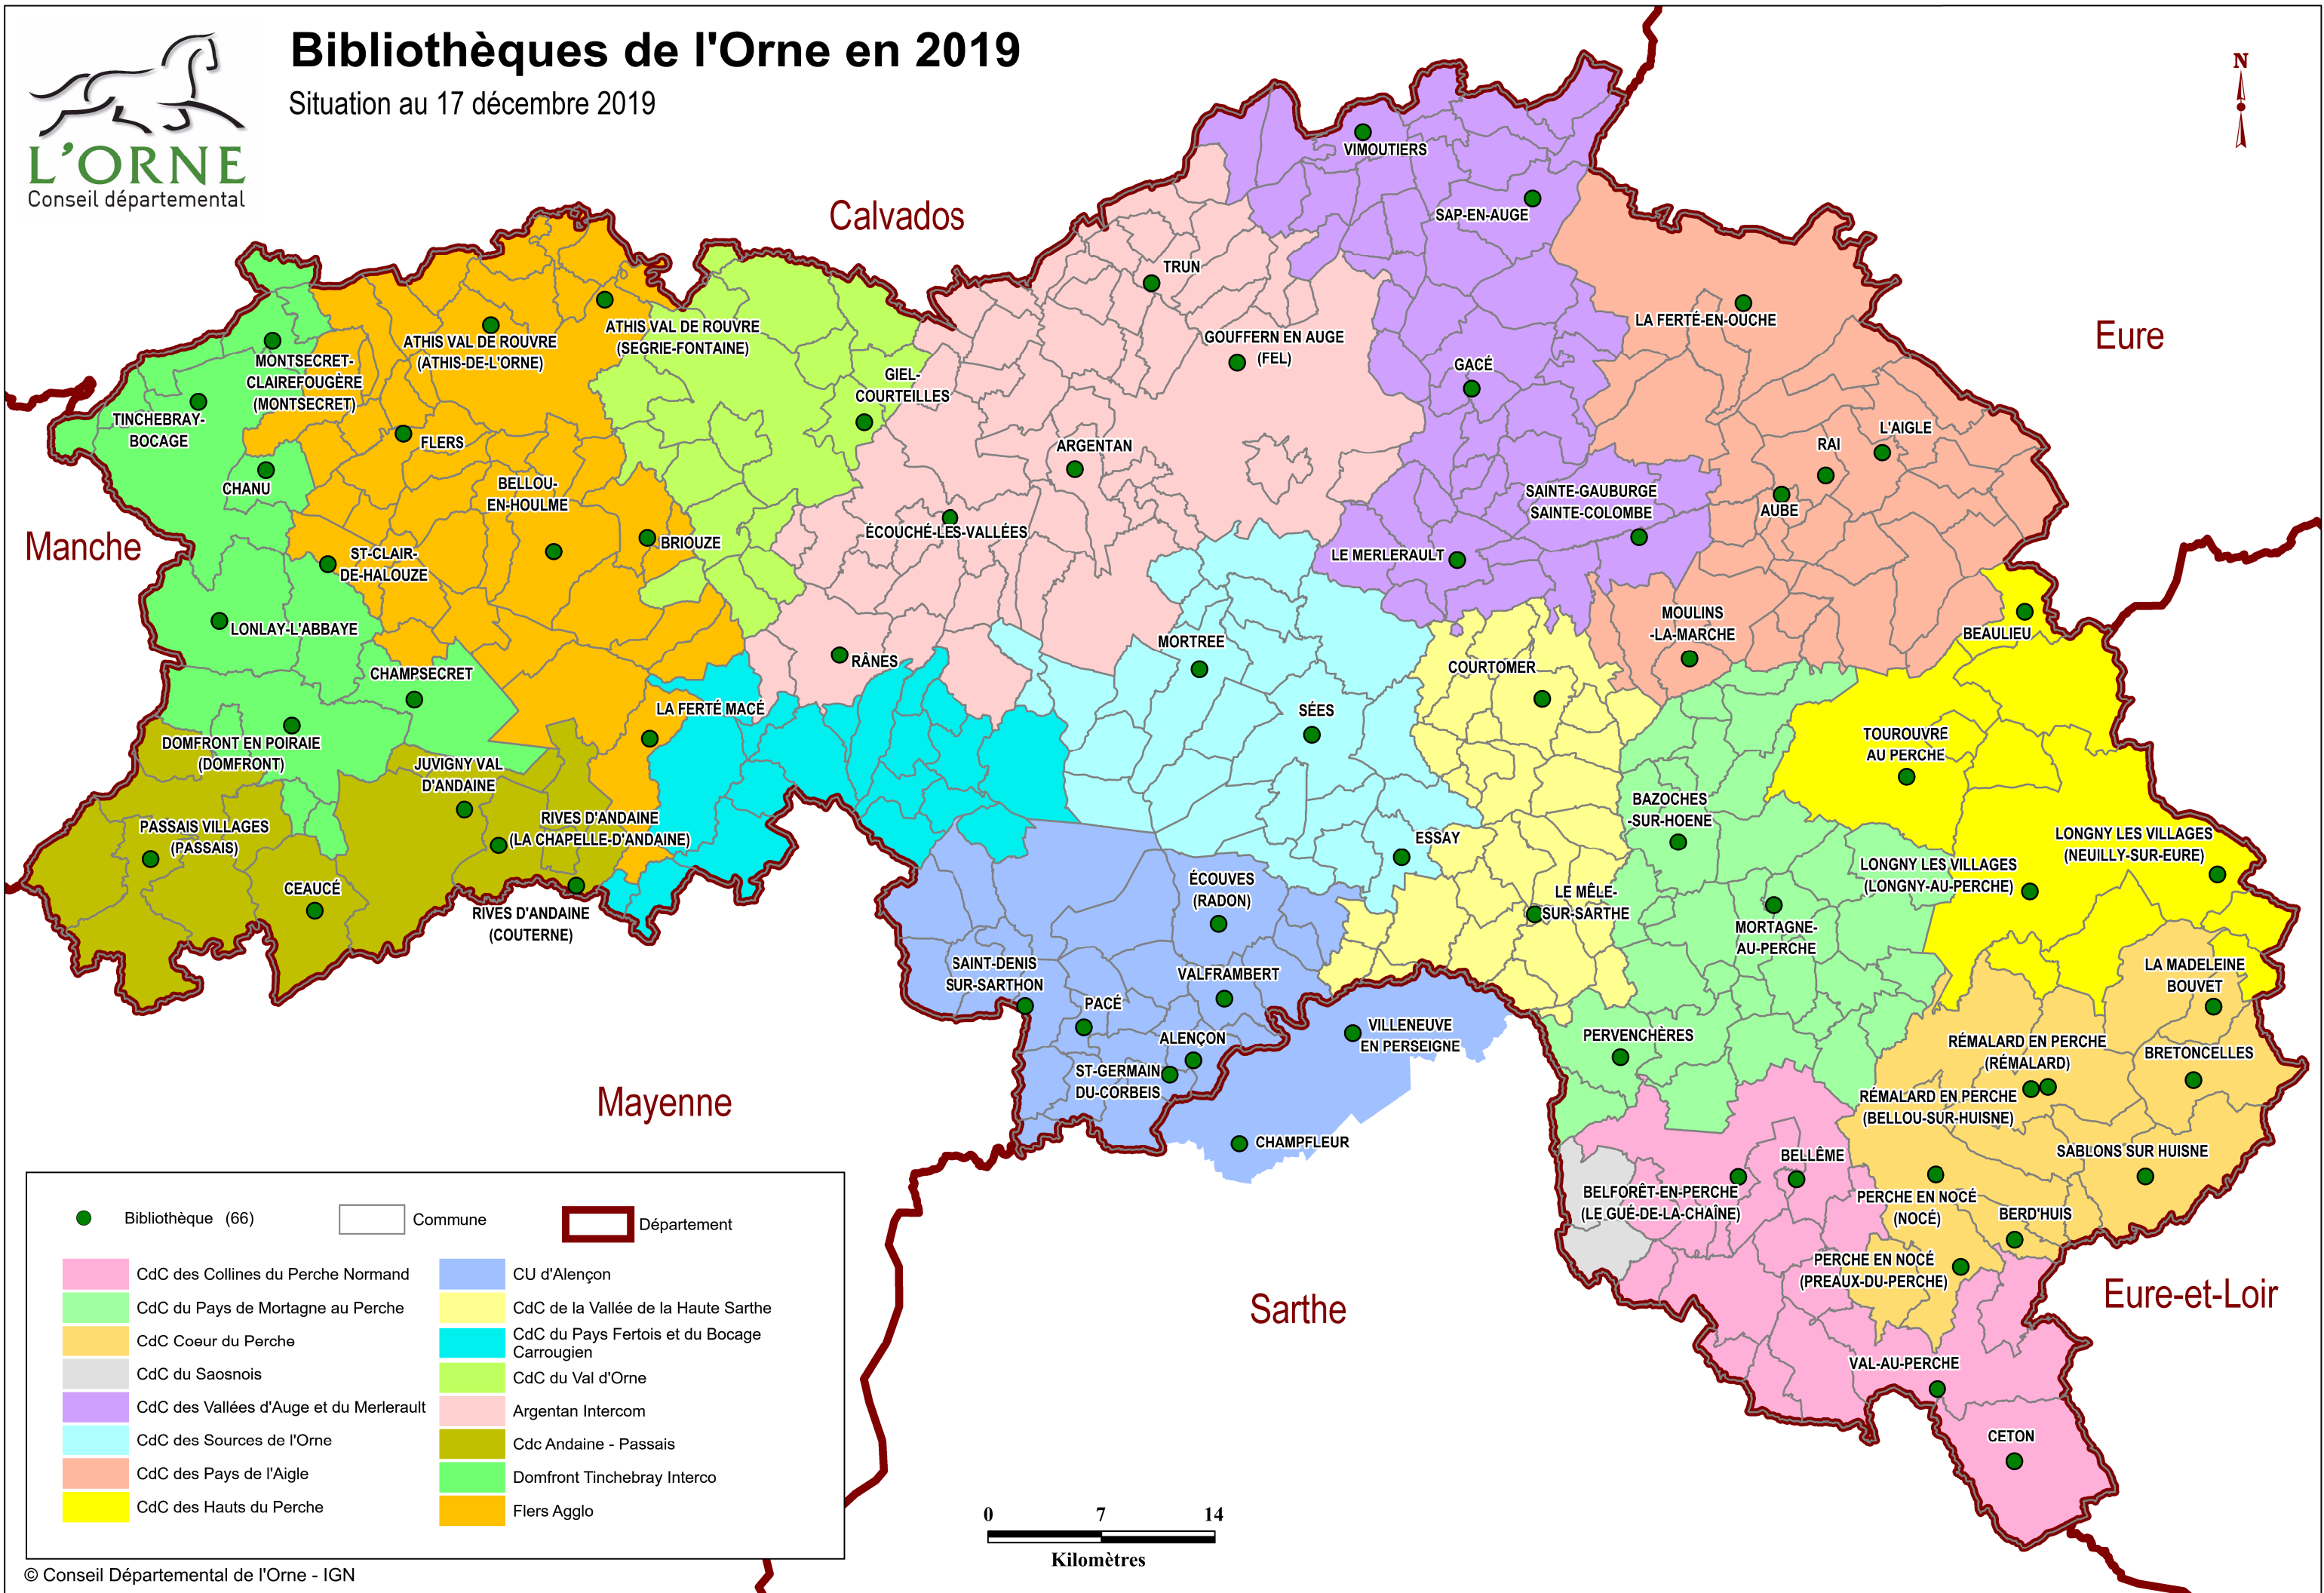 Bibliothèques de l'Orne en 2019
Situation au 17 décembre 2019
L'ORNE
Conseil départemental
N
Calvados
Eure
Manche
Mayenne
Sarthe
Eure-et-Loir
VIMOUTIERS
SAP-EN-AUGE
TRUN
GOUFFERN EN AUGE
(FEL)
LA FERTÉ-EN-OUCHE
ATHIS VAL DE ROUVRE
(SEGRIE-FONTAINE)
ATHIS VAL DE ROUVRE
(ATHIS-DE-L'ORNE)
MONTSECRET-
CLAIREFOUGÈRE
(MONTSECRET)
TINCHEBRAY-
BOCAGE
GIEL-
COURTEILLES
GACÉ
FLERS
ARGENTAN
L'AIGLE
RAI
AUBE
CHANU
BELLOU-
EN-HOULME
SAINTE-GAUBURGE
SAINTE-COLOMBE
ÉCOUCHÉ-LES-VALLÉES
BRIOUZE
ST-CLAIR-
DE-HALOUZE
LE MERLERAULT
LONLAY-L'ABBAYE
MOULINS
-LA-MARCHE
BEAULIEU
MORTREE
RÂNES
COURTOMER
CHAMPSECRET
LA FERTÉ MACÉ
SÉES
DOMFRONT EN POIRAIE
(DOMFRONT)
TOUROUVRE
AU PERCHE
JUVIGNY VAL
D'ANDAINE
BAZOCHES
-SUR-HOENE
RIVES D'ANDAINE
(LA CHAPELLE-D'ANDAINE)
PASSAIS VILLAGES
(PASSAIS)
ESSAY
LONGNY LES VILLAGES
(NEUILLY-SUR-EURE)
LONGNY LES VILLAGES
(LONGNY-AU-PERCHE)
CEAUCÉ
ÉCOUVES
(RADON)
LE MÊLE-
SUR-SARTHE
RIVES D'ANDAINE
(COUTERNE)
MORTAGNE-
AU-PERCHE
SAINT-DENIS
SUR-SARTHON
VALFRAMBERT
LA MADELEINE
BOUVET
PACÉ
ALENÇON
VILLENEUVE
EN PERSEIGNE
PERVENCHÈRES
RÉMALARD EN PERCHE
(RÉMALARD)
BRETONCELLES
ST-GERMAIN
DU-CORBEIS
RÉMALARD EN PERCHE
(BELLOU-SUR-HUISNE)
CHAMPFLEUR
BELLÊME
SABLONS SUR HUISNE
BELFORÊT-EN-PERCHE
(LE GUÉ-DE-LA-CHAÎNE)
PERCHE EN NOCÉ
(NOCÉ)
BERD'HUIS
PERCHE EN NOCÉ
(PREAUX-DU-PERCHE)
VAL-AU-PERCHE
CETON
Bibliothèque (66)
Commune
Département
CdC des Collines du Perche Normand
CdC du Pays de Mortagne au Perche
CdC Coeur du Perche
CdC du Saosnois
CdC des Vallées d'Auge et du Merlerault
CdC des Sources de l'Orne
CdC des Pays de l'Aigle
CdC des Hauts du Perche
CU d'Alençon
CdC de la Vallée de la Haute Sarthe
CdC du Pays Fertois et du Bocage
Carrougien
CdC du Val d'Orne
Argentan Intercom
Cdc Andaine - Passais
Domfront Tinchebray Interco
Flers Agglo
0 7 14
Kilomètres
© Conseil Départemental de l'Orne - IGN